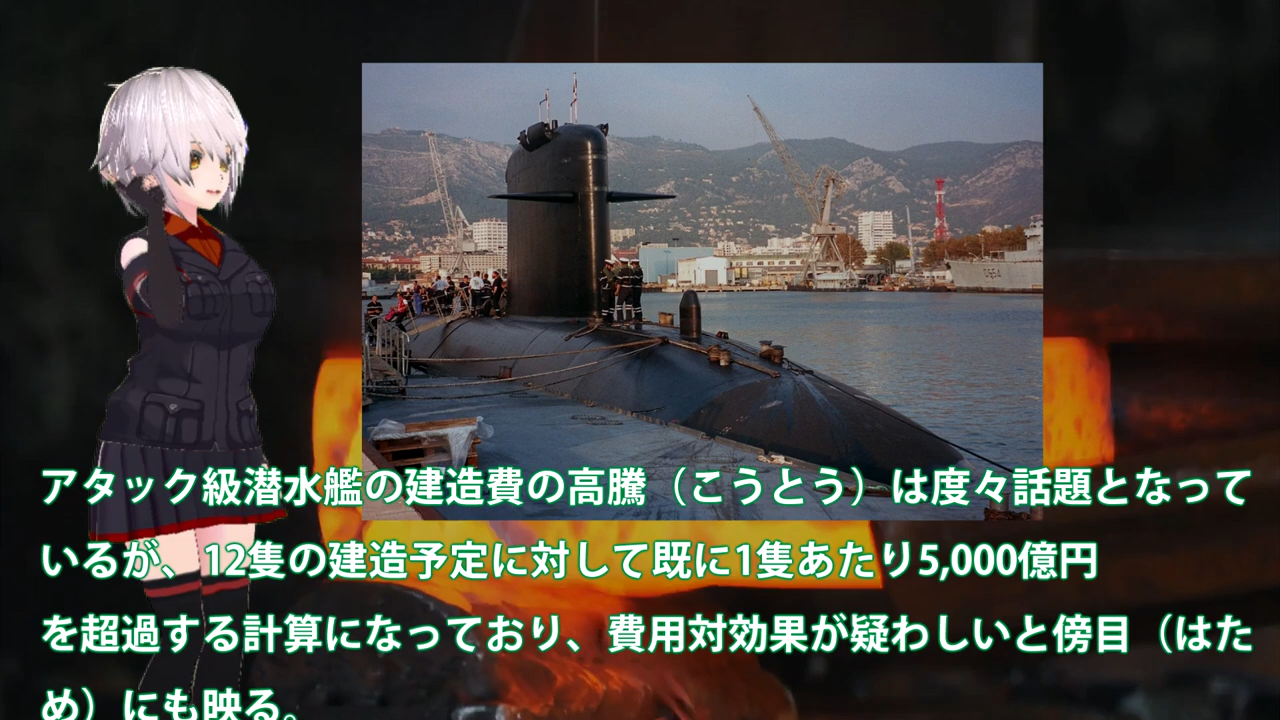 アタック級潜水艦の建造費の高騰（こうとう）は度々話題となって
いるが、12隻の建造予定に対して既に1隻あたり5,000億円
を超過する計算になっており、費用対効果が疑わしいと傍目（はた
め）にも映る。